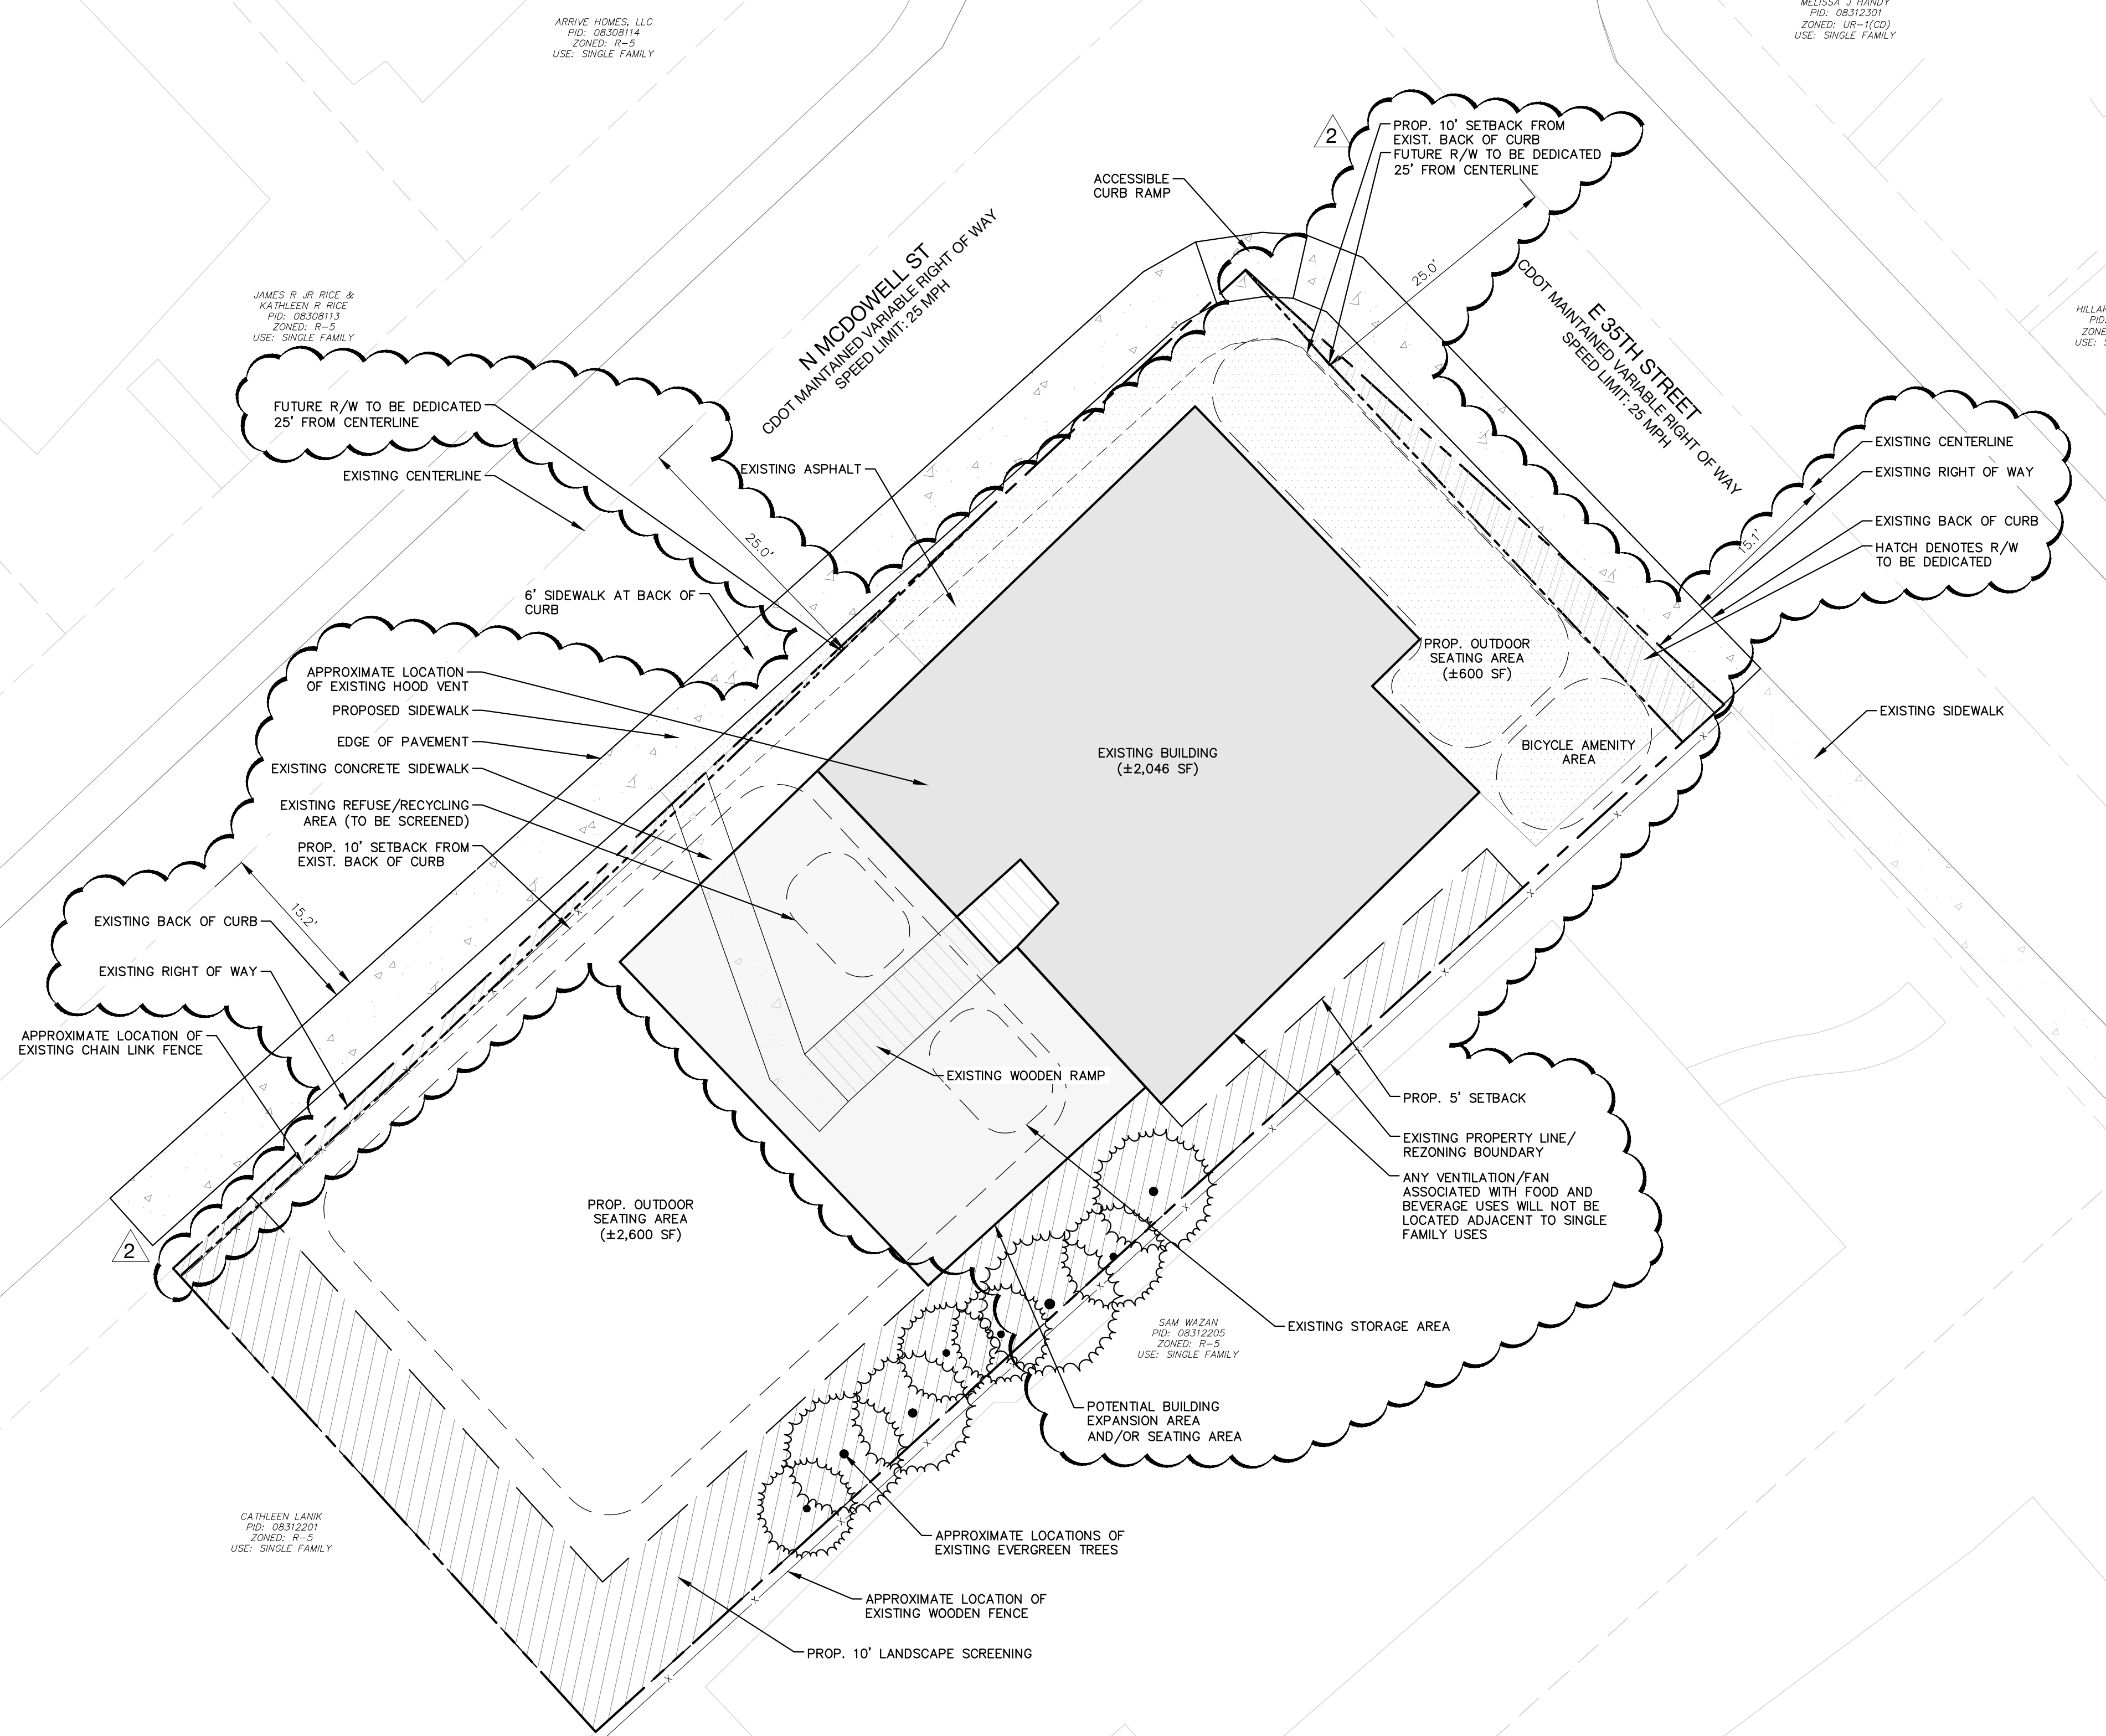 ARRIVE HOMES, LLC
PID: 08308114
ZONED: R-5
USE: SINGLE FAMILY
MELISSA J HANDY
PID: 08312301
ZONED: UR-1(CD)
USE: SINGLE FAMILY
2
PROP. 10' SETBACK FROM
EXIST. BACK OF CURB
FUTURE R/W TO BE DEDICATED
25' FROM CENTERLINE
ACCESSIBLE
CURB RAMP
25.0'
N MCDOWELL ST
CDOT MAINTAINED VARIABLE RIGHT OF WAY
SPEED LIMIT: 25 MPH
E 35TH STREET
CDOT MAINTAINED VARIABLE RIGHT OF WAY
SPEED LIMIT: 25 MPH
JAMES R JR RICE &
KATHLEEN R RICE
PID: 08308113
ZONED: R-5
USE: SINGLE FAMILY
FUTURE R/W TO BE DEDICATED
25' FROM CENTERLINE
EXISTING CENTERLINE
EXISTING ASPHALT
25.0'
EXISTING CENTERLINE
EXISTING RIGHT OF WAY
EXISTING BACK OF CURB
HATCH DENOTES R/W
TO BE DEDICATED
15.1'
6' SIDEWALK AT BACK OF
CURB
APPROXIMATE LOCATION
OF EXISTING HOOD VENT
PROPOSED SIDEWALK
EDGE OF PAVEMENT
EXISTING CONCRETE SIDEWALK
EXISTING REFUSE/RECYCLING
AREA (TO BE SCREENED)
PROP. 10' SETBACK FROM
EXIST. BACK OF CURB
PROP. OUTDOOR
SEATING AREA
(±600 SF)
EXISTING SIDEWALK
BICYCLE AMENITY
AREA
EXISTING BUILDING
(±2,046 SF)
15.2'
EXISTING BACK OF CURB
EXISTING RIGHT OF WAY
APPROXIMATE LOCATION OF
EXISTING CHAIN LINK FENCE
EXISTING WOODEN RAMP
PROP. 5' SETBACK
EXISTING PROPERTY LINE/
REZONING BOUNDARY
ANY VENTILATION/FAN
ASSOCIATED WITH FOOD AND
BEVERAGE USES WILL NOT BE
LOCATED ADJACENT TO SINGLE
FAMILY USES
2
PROP. OUTDOOR
SEATING AREA
(±2,600 SF)
SAM WAZAN
PID: 08312205
ZONED: R-5
USE: SINGLE FAMILY
EXISTING STORAGE AREA
POTENTIAL BUILDING
EXPANSION AREA
AND/OR SEATING AREA
CATHLEEN LANIK
PID: 08312201
ZONED: R-5
USE: SINGLE FAMILY
APPROXIMATE LOCATIONS OF
EXISTING EVERGREEN TREES
APPROXIMATE LOCATION OF
EXISTING WOODEN FENCE
PROP. 10' LANDSCAPE SCREENING